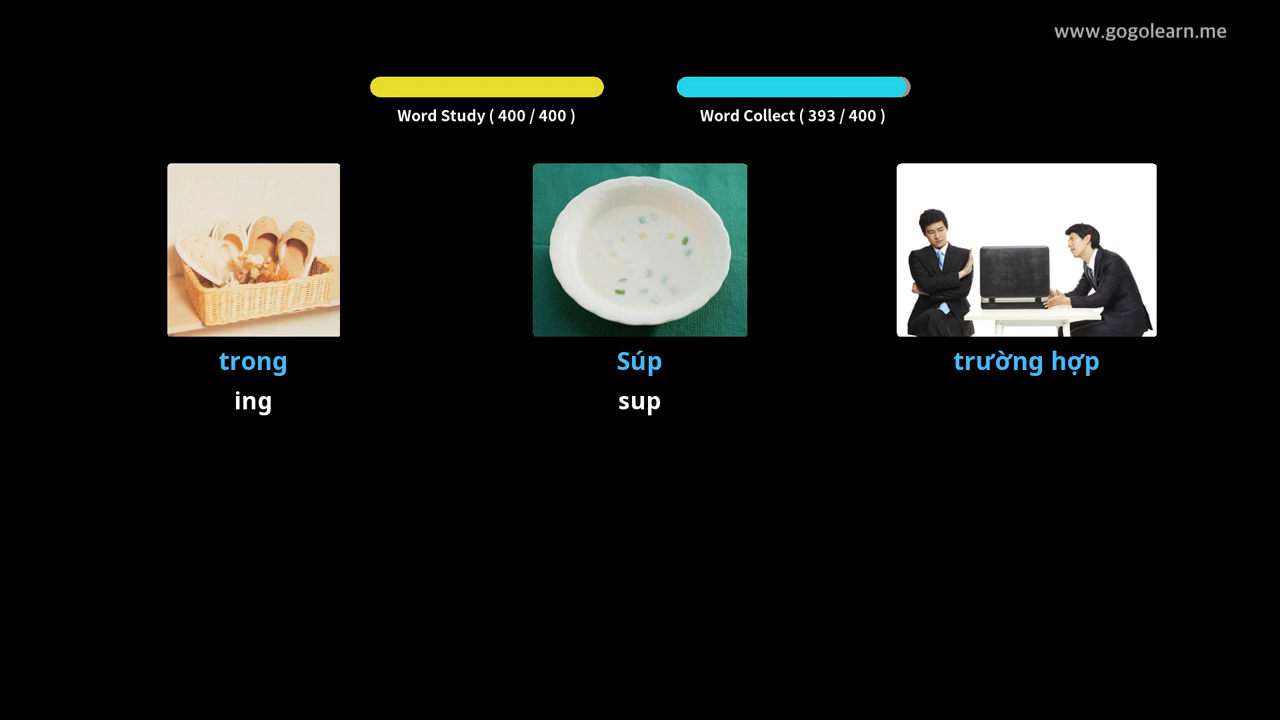 www.gogolearn.me
Word Study ( 400 / 400 )
Word Collect ( 393 / 400 )
trong
ing
Súp
sup
trường hợp